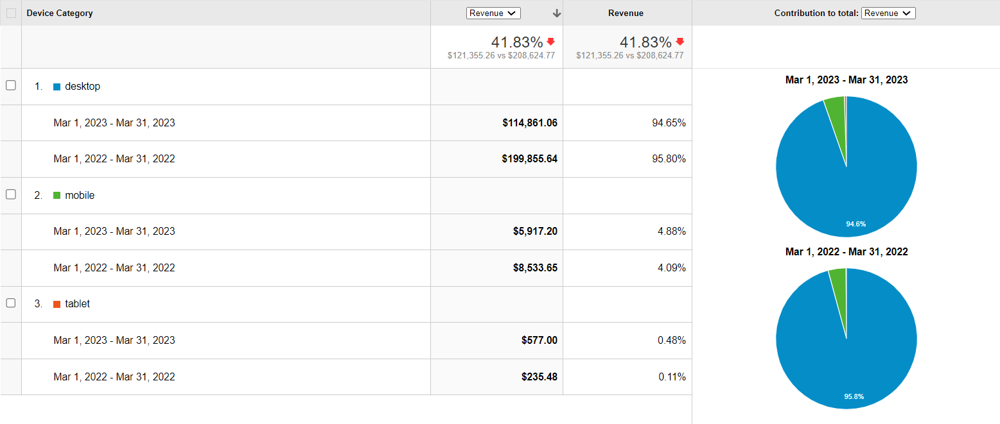 Device Category Revenue Revenue Contribution to total: Revenue
41.83% 41.83%
$121,355.26 vs $208,624.77 $121,355.26 vs $208,624.77
1. desktop
Mar 1, 2023 - Mar 31, 2023 $114,861.06 94.65%
Mar 1, 2022 - Mar 31, 2022 $199,855.64 95.80%
2. mobile
Mar 1, 2023 - Mar 31, 2023 $5,917.20 4.88%
Mar 1, 2022 - Mar 31, 2022 $8,533.65 4.09%
3. tablet
Mar 1, 2023 - Mar 31, 2023 $577.00 0.48%
Mar 1, 2022 - Mar 31, 2022 $235.48 0.11%
Mar 1, 2023 - Mar 31, 2023
94.6%
Mar 1, 2022 - Mar 31, 2022
95.8%